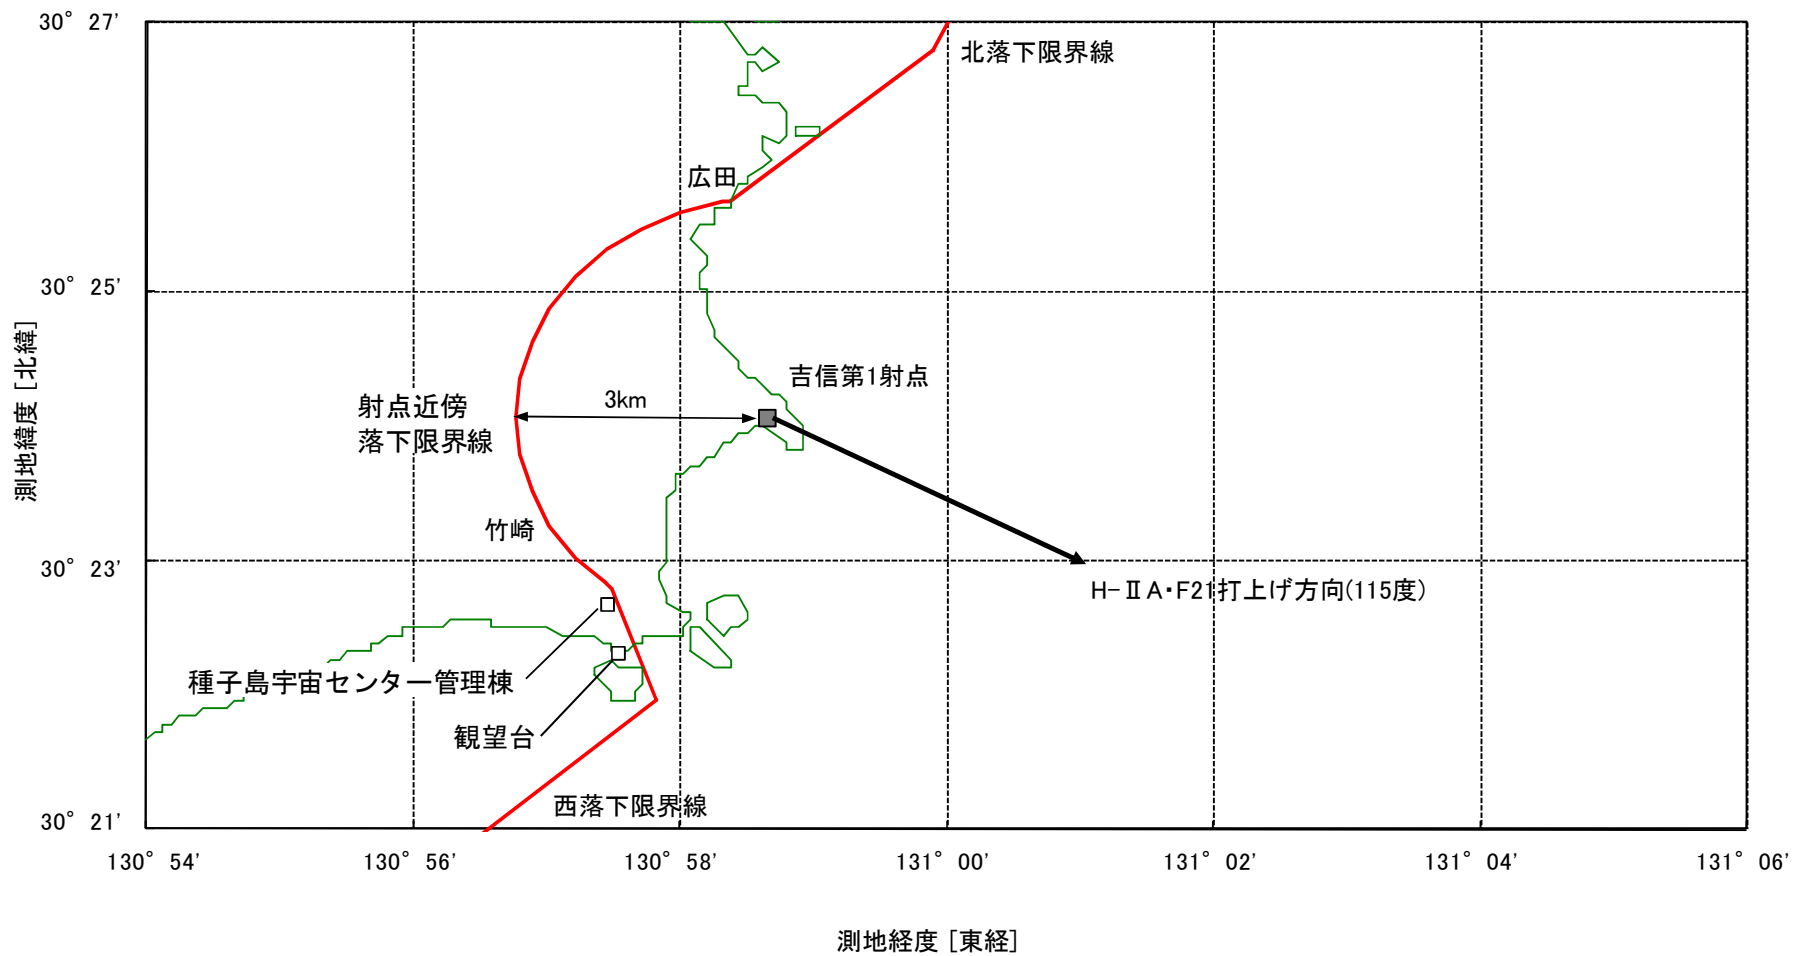 30° 27'
北落下限界線
広田
30° 25'
測地緯度 [北緯]
吉信第1射点
3km
射点近傍
落下限界線
竹崎
30° 23'
H-ⅡA・F21打上げ方向(115度)
種子島宇宙センター管理棟
観望台
西落下限界線
30° 21'
130° 54' 130° 56' 130° 58' 131° 00' 131° 02' 131° 04' 131° 06'
測地経度 [東経]